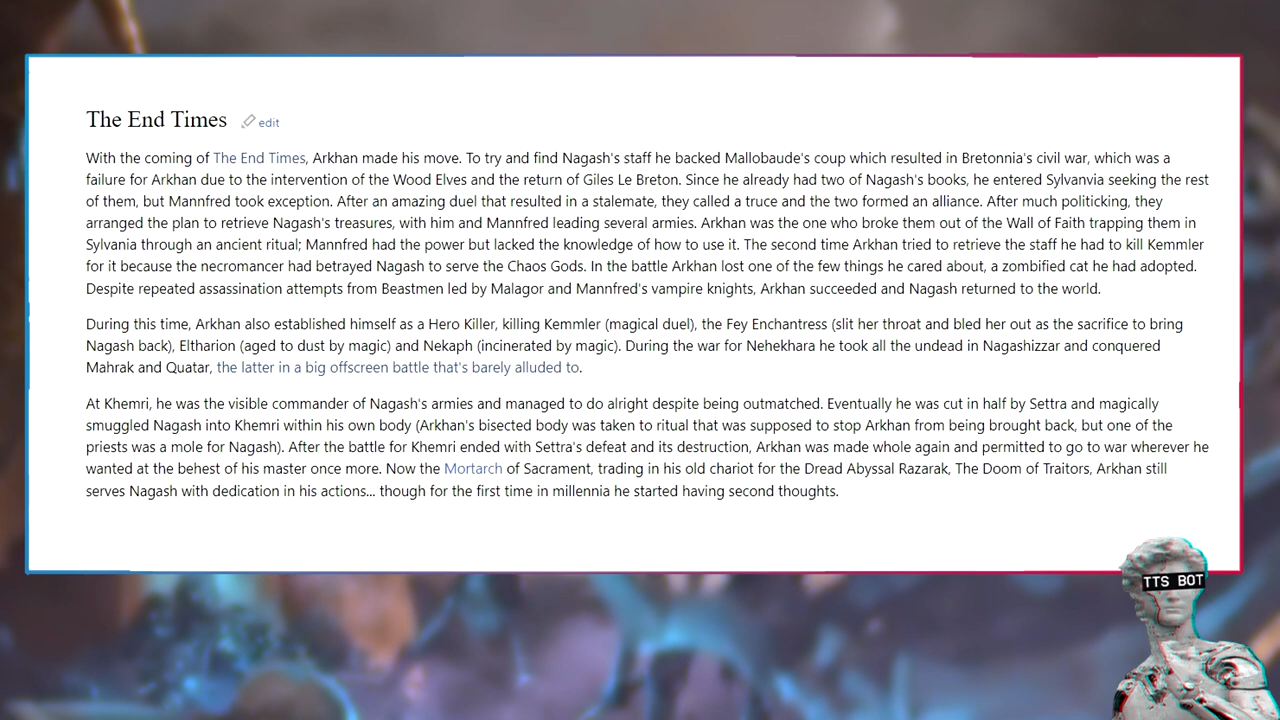 The End Times edit
With the coming of The End Times, Arkhan made his move. To try and find Nagash's staff he backed Mallobaude's coup which resulted in Bretonnia's civil war, which was a
failure for Arkhan due to the intervention of the Wood Elves and the return of Giles Le Breton. Since he already had two of Nagash's books, he entered Sylvanvia seeking the rest
of them, but Mannfred took exception. After an amazing duel that resulted in a stalemate, they called a truce and the two formed an alliance. After much politicking, they
arranged the plan to retrieve Nagash's treasures, with him and Mannfred leading several armies. Arkhan was the one who broke them out of the Wall of Faith trapping them in
Sylvania through an ancient ritual; Mannfred had the power but lacked the knowledge of how to use it. The second time Arkhan tried to retrieve the staff he had to kill Kemmler
for it because the necromancer had betrayed Nagash to serve the Chaos Gods. In the battle Arkhan lost one of the few things he cared about, a zombified cat he had adopted.
Despite repeated assassination attempts from Beastmen led by Malagor and Mannfred's vampire knights, Arkhan succeeded and Nagash returned to the world.
During this time, Arkhan also established himself as a Hero Killer, killing Kemmler (magical duel), the Fey Enchantress (slit her throat and bled her out as the sacrifice to bring
Nagash back), Eltharion (aged to dust by magic) and Nekaph (incinerated by magic). During the war for Nehekhara he took all the undead in Nagashizzar and conquered
Mahrak and Quatar, the latter in a big offscreen battle that's barely alluded to.
At Khemri, he was the visible commander of Nagash's armies and managed to do alright despite being outmatched. Eventually he was cut in half by Settra and magically
smuggled Nagash into Khemri within his own body (Arkhan's bisected body was taken to ritual that was supposed to stop Arkhan from being brought back, but one of the
priests was a mole for Nagash). After the battle for Khemri ended with Settra's defeat and its destruction, Arkhan was made whole again and permitted to go to war wherever he
wanted at the behest of his master once more. Now the Mortarch of Sacrament, trading in his old chariot for the Dread Abyssal Razarak, The Doom of Traitors, Arkhan still
serves Nagash with dedication in his actions... though for the first time in millennia he started having second thoughts.
TTS BOT